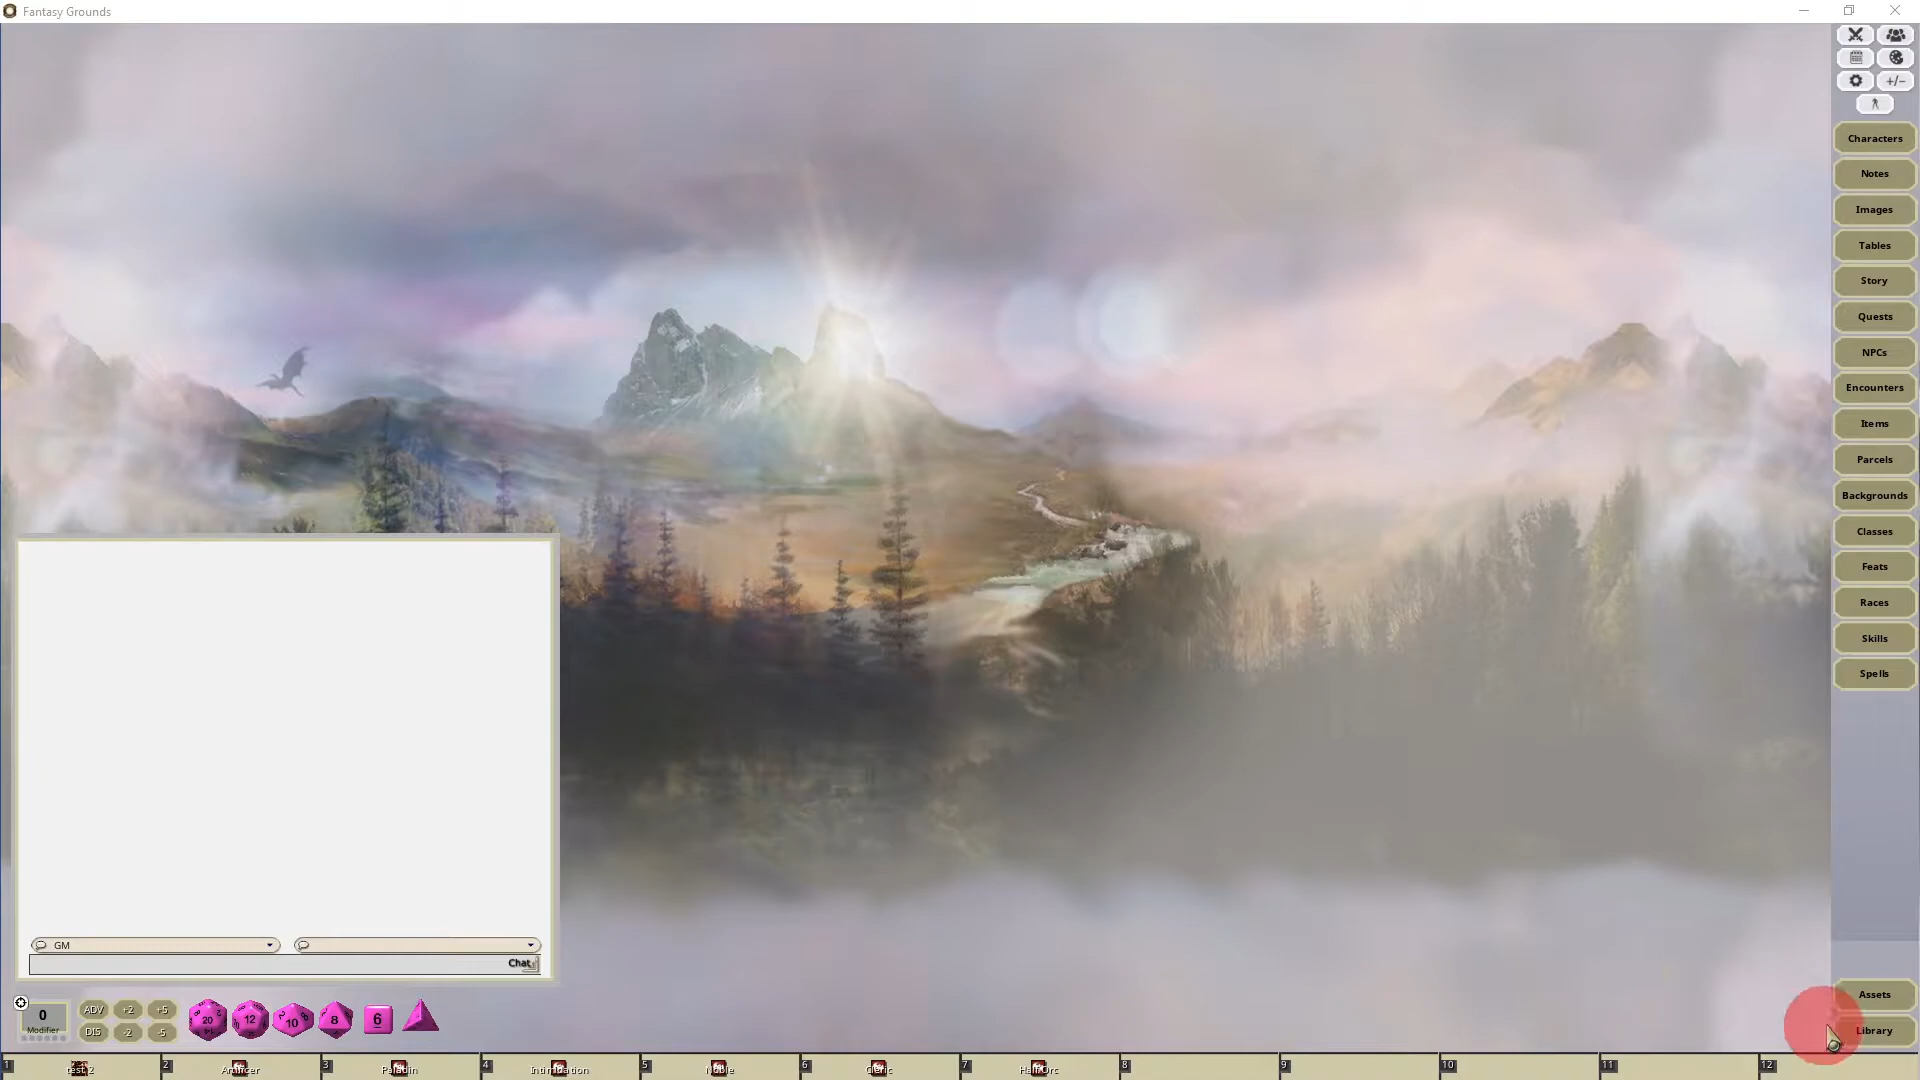 Fantasy Grounds
+/-
Characters
Notes
Images
Tables
Story
Quests
NPCs
Encounters
Items
Parcels
Backgrounds
Classes
Feats
Races
Skills
Spells
Assets
Library
GM
Chat
0
Modifier
ADV +2 +5
DIS -2 -5
20 12 10 8 6
1 test 2
2 Artificer
3 Paladin
4 Intimidation
5 Noble
6 Cleric
7 Half-Orc
8
9
10
11
12